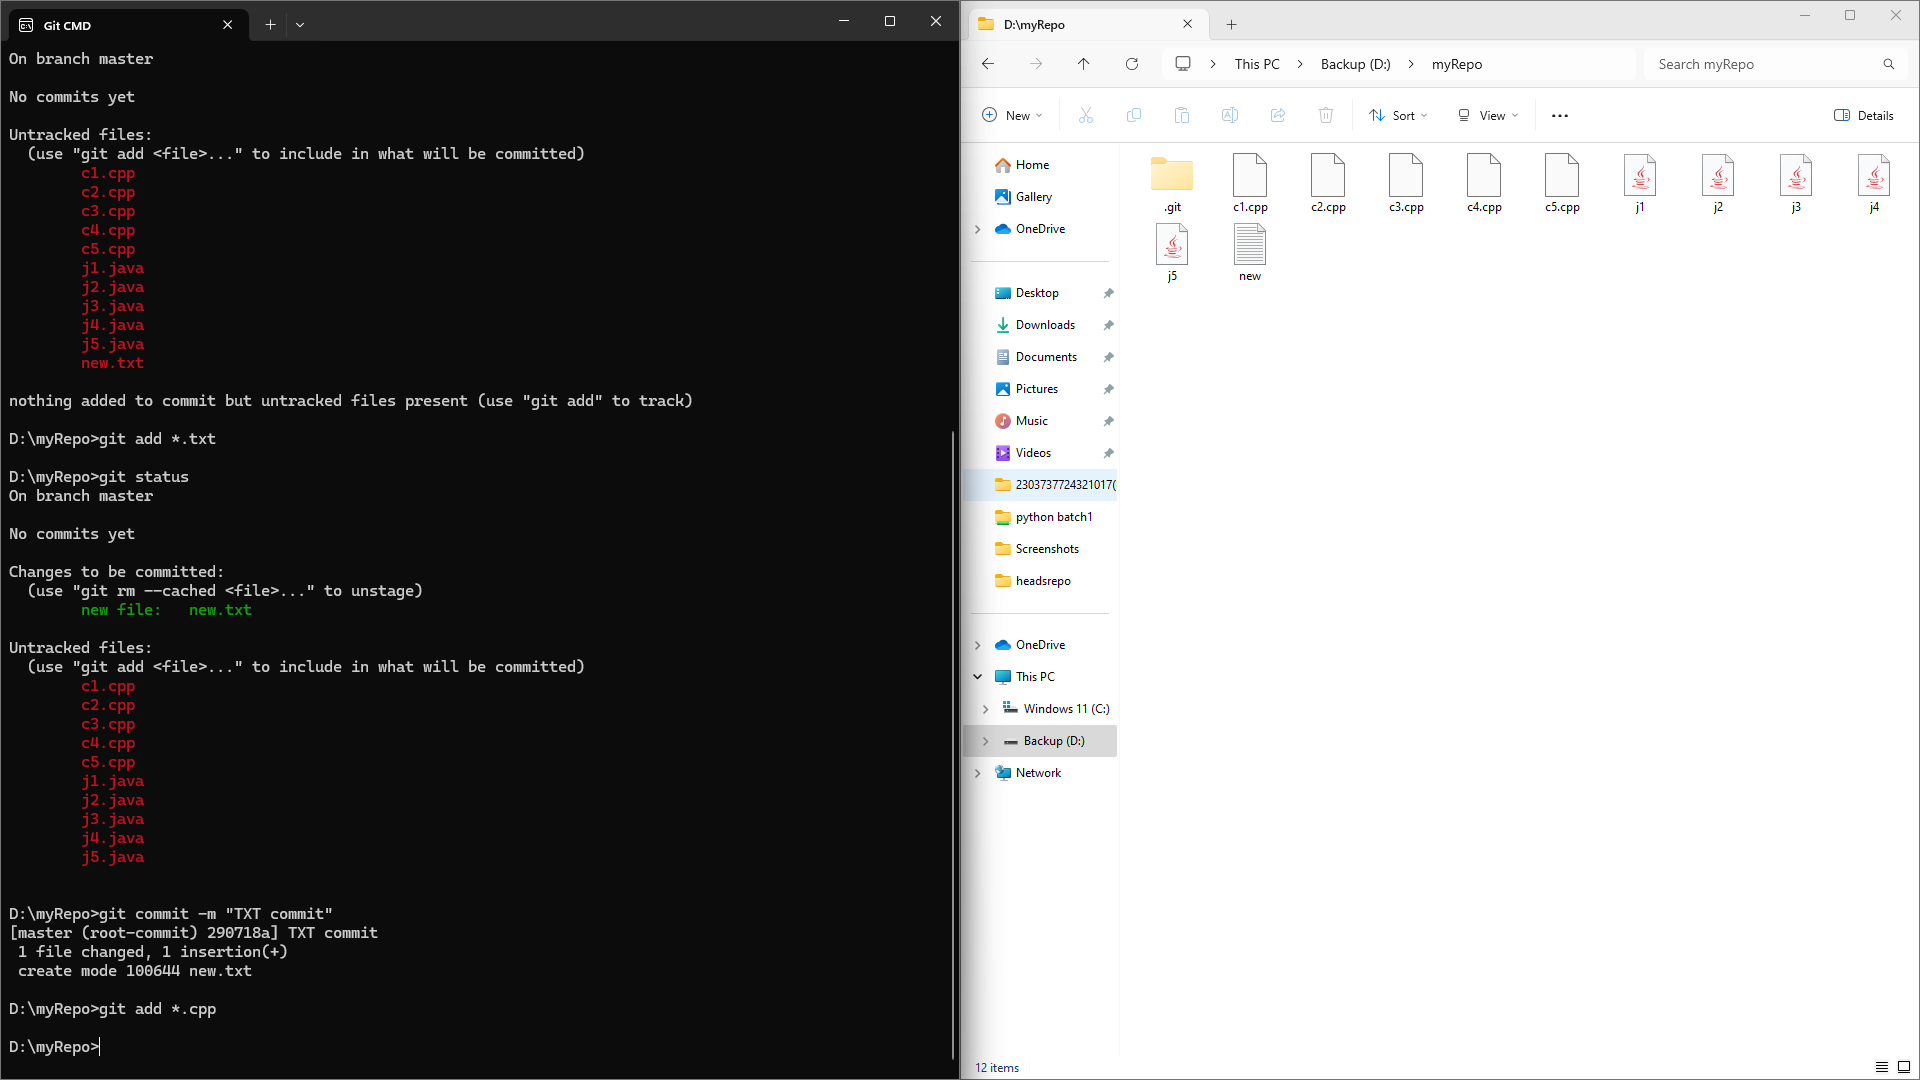 Git CMD
On branch master
No commits yet
Untracked files:
(use "git add <file>..." to include in what will be committed)
c1.cpp
c2.cpp
c3.cpp
c4.cpp
c5.cpp
j1.java
j2.java
j3.java
j4.java
j5.java
new.txt
nothing added to commit but untracked files present (use "git add" to track)
D:\myRepo>git add *.txt
D:\myRepo>git status
On branch master
No commits yet
Changes to be committed:
(use "git rm --cached <file>..." to unstage)
new file:   new.txt
Untracked files:
(use "git add <file>..." to include in what will be committed)
c1.cpp
c2.cpp
c3.cpp
c4.cpp
c5.cpp
j1.java
j2.java
j3.java
j4.java
j5.java
D:\myRepo>git commit -m "TXT commit"
[master (root-commit) 290718a] TXT commit
1 file changed, 1 insertion(+)
create mode 100644 new.txt
D:\myRepo>git add *.cpp
D:\myRepo>
D:\myRepo
This PC > Backup (D:) > myRepo
Search myRepo
New Sort View Details
Home
Gallery
OneDrive
Desktop
Downloads
Documents
Pictures
Music
Videos
2303737724321017(
python batch1
Screenshots
headsrepo
OneDrive
This PC
Windows 11 (C:)
Backup (D:)
Network
.git c1.cpp c2.cpp c3.cpp c4.cpp c5.cpp j1 j2 j3 j4
j5 new
12 items